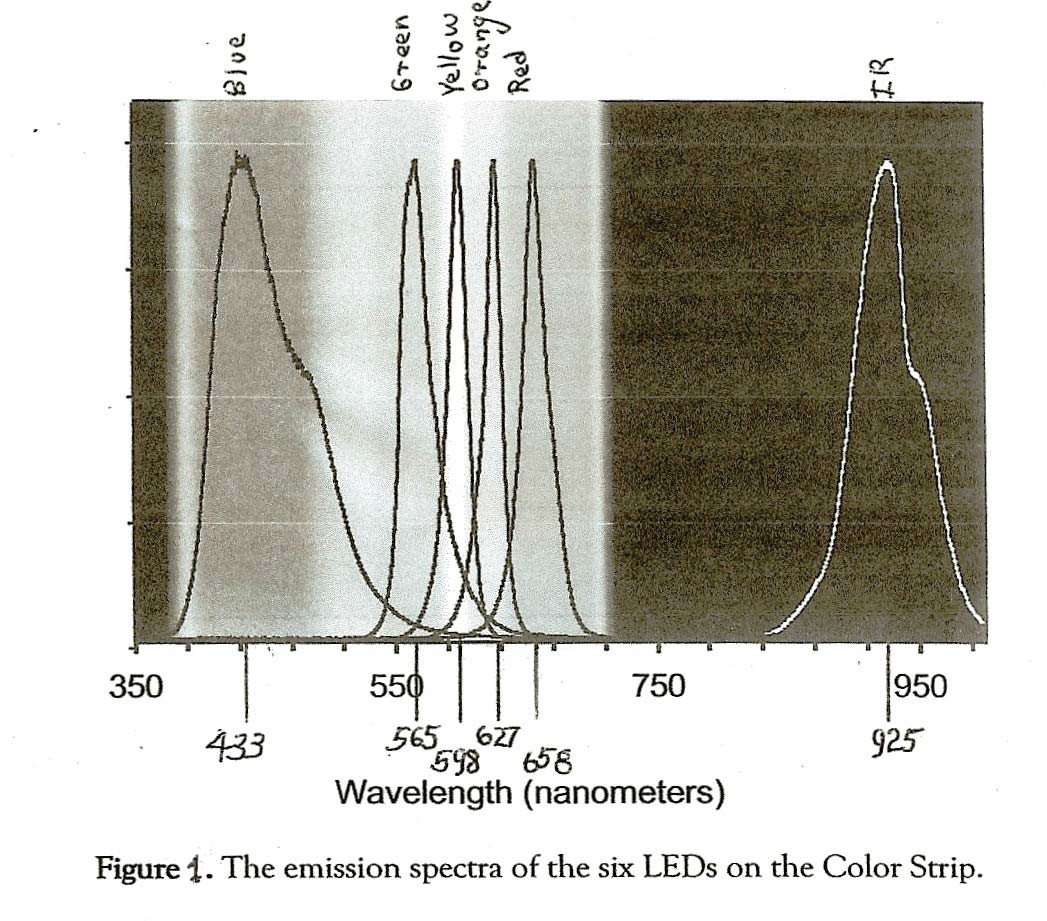 Blue
Green
Yellow
Orange
Red
IR
350 550 750 950
433 565 598 627 658 925
Wavelength (nanometers)
Figure 1. The emission spectra of the six LEDs on the Color Strip.